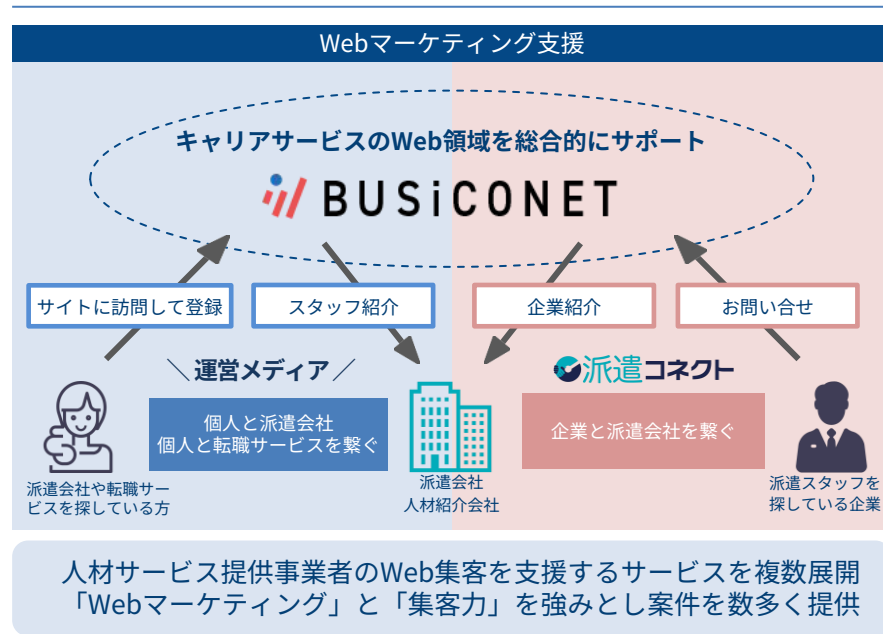 Webマーケティング支援
キャリアサービスのWeb領域を総合的にサポート
BUSiCONET
サイトに訪問して登録
スタッフ紹介
企業紹介
お問い合せ
＼ 運営メディア ／
派遣コネクト
個人と派遣会社
個人と転職サービスを繋ぐ
企業と派遣会社を繋ぐ
派遣会社や転職サー
ビスを探している方
派遣会社
人材紹介会社
派遣スタッフを
探している企業
人材サービス提供事業者のWeb集客を支援するサービスを複数展開
「Webマーケティング」と「集客力」を強みとし案件を数多く提供